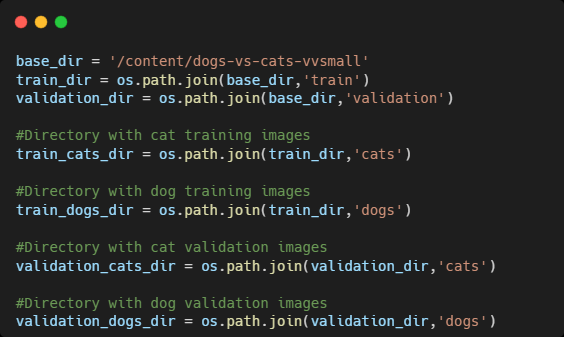 base_dir = '/content/dogs-vs-cats-vvsmall'
train_dir = os.path.join(base_dir,'train')
validation_dir = os.path.join(base_dir,'validation')
#Directory with cat training images
train_cats_dir = os.path.join(train_dir,'cats')
#Directory with dog training images
train_dogs_dir = os.path.join(train_dir,'dogs')
#Directory with cat validation images
validation_cats_dir = os.path.join(validation_dir,'cats')
#Directory with dog validation images
validation_dogs_dir = os.path.join(validation_dir,'dogs')